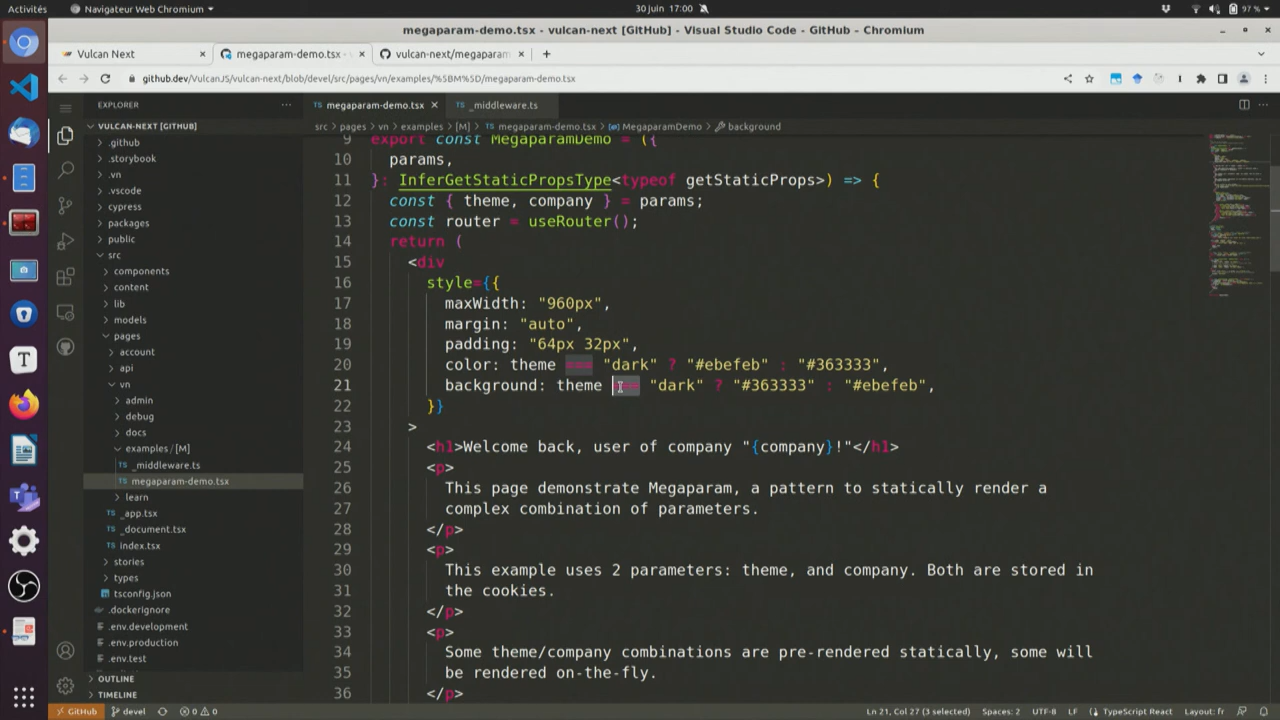 Activités
Navigateur Web Chromium
30 juin 17:00
97 %
megaparam-demo.tsx - vulcan-next [GitHub] - Visual Studio Code - GitHub - Chromium
Vulcan Next
megaparam-demo.tsx -
vulcan-next/megaparam
github.dev/VulcanJS/vulcan-next/blob/devel/src/pages/vn/examples/%5BM%5D/megaparam-demo.tsx
EXPLORER
megaparam-demo.tsx
_middleware.ts
src > pages > vn > examples > [M] > megaparam-demo.tsx > MegaparamDemo > background
VULCAN-NEXT [GITHUB]
.github
.storybook
.vn
.vscode
cypress
packages
public
src
components
content
lib
models
pages
account
api
vn
admin
debug
docs
examples / [M]
_middleware.ts
megaparam-demo.tsx
learn
_app.tsx
_document.tsx
index.tsx
stories
types
tsconfig.json
.dockerignore
.env.development
.env.production
.env.test
OUTLINE
TIMELINE
9 export const MegaparamDemo = ({
10 params,
11 }: InferGetStaticPropsType<typeof getStaticProps>) => {
12 const { theme, company } = params;
13 const router = useRouter();
14 return (
15 <div
16 style={{
17 maxWidth: "960px",
18 margin: "auto",
19 padding: "64px 32px",
20 color: theme === "dark" ? "#ebefeb" : "#363333",
21 background: theme === "dark" ? "#363333" : "#ebefeb",
22 }}
23 >
24 <h1>Welcome back, user of company "{company}!"</h1>
25 <p>
26 This page demonstrate Megaparam, a pattern to statically render a
27 complex combination of parameters.
28 </p>
29 <p>
30 This example uses 2 parameters: theme, and company. Both are stored in
31 the cookies.
32 </p>
33 <p>
34 Some theme/company combinations are pre-rendered statically, some will
35 be rendered on-the-fly.
36 </p>
GitHub
devel
0
0
Ln 21, Col 27 (3 selected)
Spaces: 2
UTF-8
LF
TypeScript React
Layout: fr